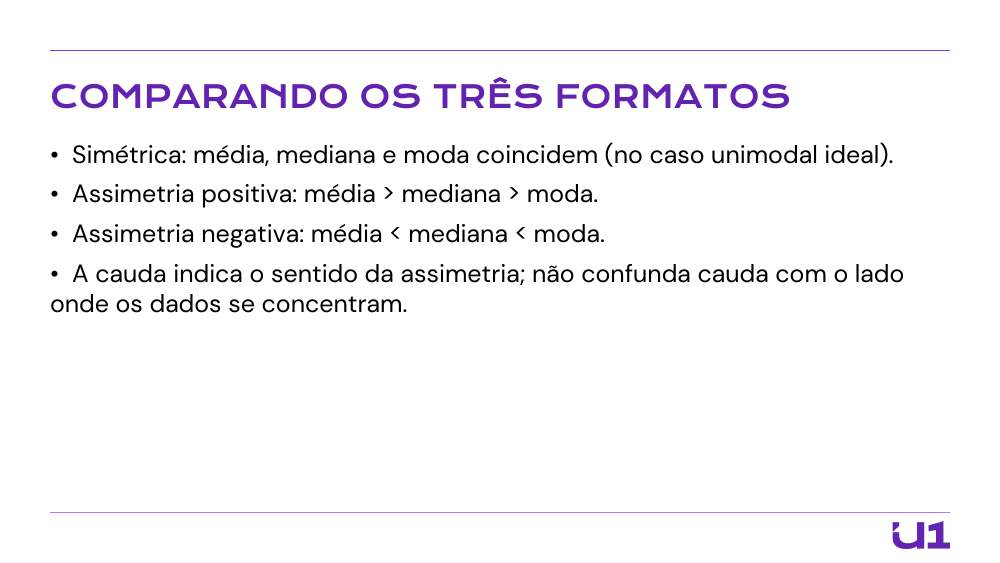 COMPARANDO OS TRÊS FORMATOS
• Simétrica: média, mediana e moda coincidem (no caso unimodal ideal).
• Assimetria positiva: média > mediana > moda.
• Assimetria negativa: média < mediana < moda.
• A cauda indica o sentido da assimetria; não confunda cauda com o lado
onde os dados se concentram.
U1